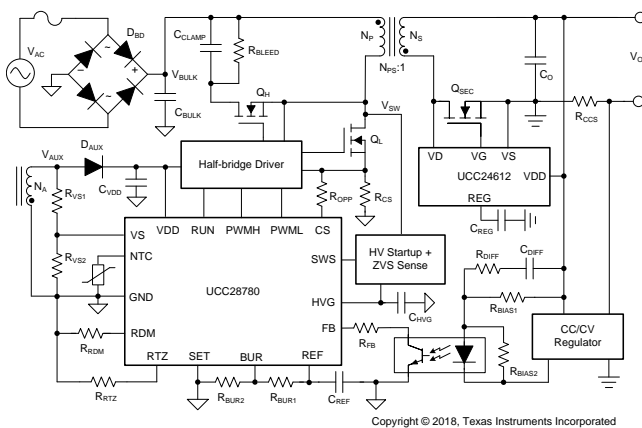 V_AC
D_BD
~
~
-
+
V_BULK
C_BULK
C_CLAMP
R_BLEED
Q_H
N_P
N_S
N_PS:1
V_SW
Q_L
Q_SEC
C_O
V_O
R_CCS
VD
VG
VS
UCC24612
VDD
REG
C_REG
V_AUX
D_AUX
N_A
R_VS1
C_VDD
Half-bridge Driver
R_OPP
R_CS
R_VS2
VDD
RUN
PWMH
PWML
CS
VS
NTC
GND
RDM
RTZ
SET
BUR
REF
UCC28780
SWS
HVG
FB
HV Startup +
ZVS Sense
C_HVG
R_DIFF
C_DIFF
R_BIAS1
R_BIAS2
R_FB
CC/CV
Regulator
R_RDM
R_RTZ
R_BUR2
R_BUR1
C_REF
Copyright © 2018, Texas Instruments Incorporated